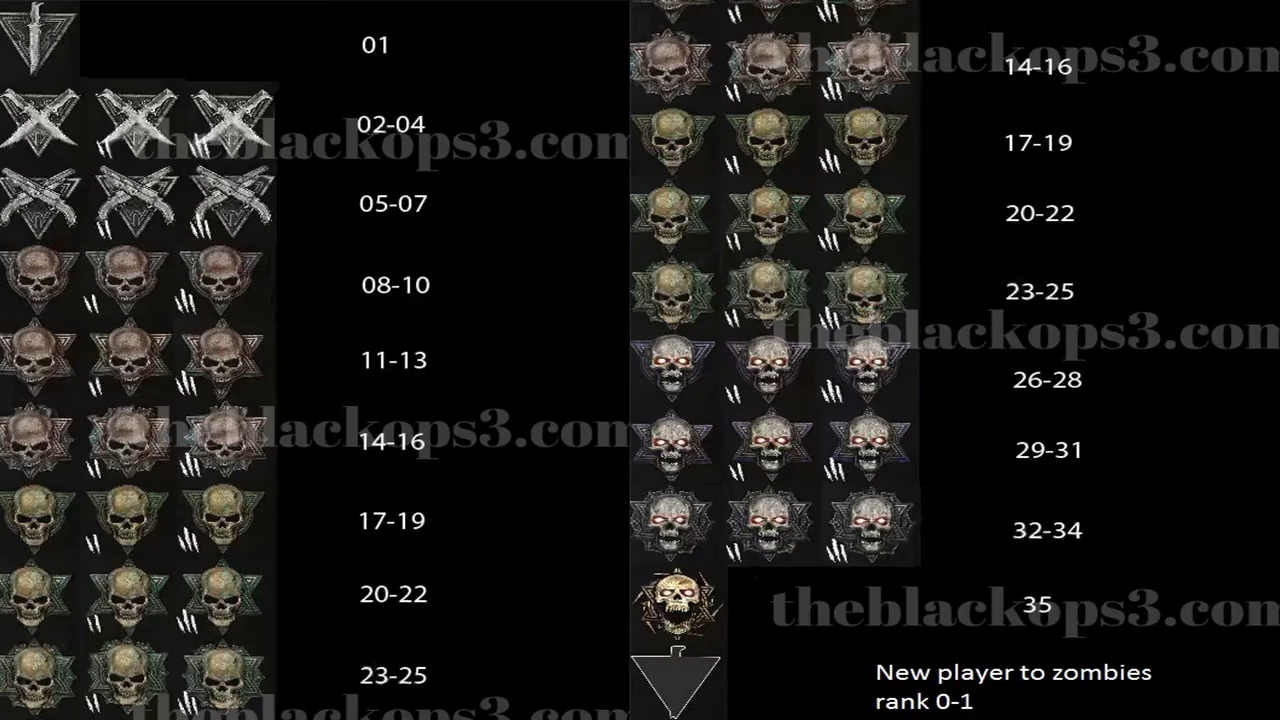 01
02-04
theblackops3.com
05-07
08-10
11-13
theblackops3.com
14-16
17-19
20-22
23-25
theblackops3.com
theblackops3.com
14-16
17-19
20-22
23-25
theblackops3.com
26-28
29-31
32-34
theblackops3.com
35
New player to zombies
rank 0-1